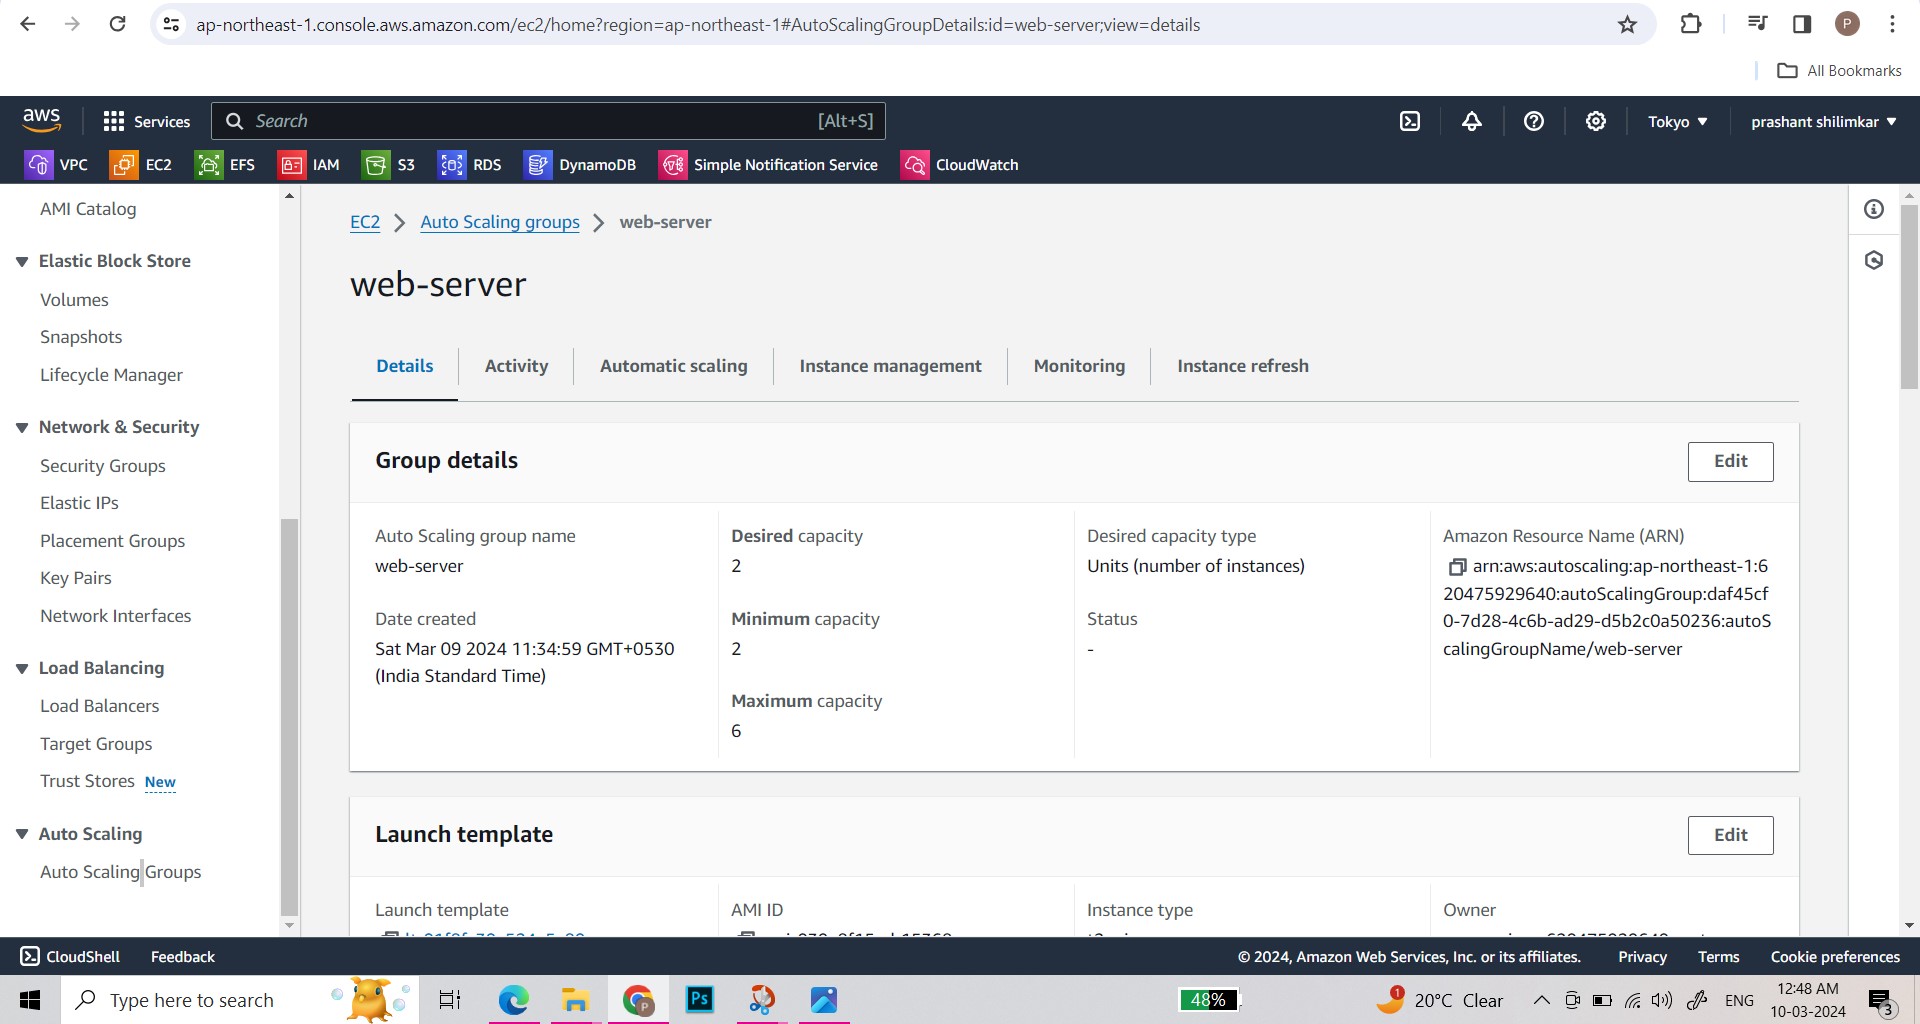 ap-northeast-1.console.aws.amazon.com/ec2/home?region=ap-northeast-1#AutoScalingGroupDetails:id=web-server;view=details
P
All Bookmarks
aws
Services
Search
[Alt+S]
Tokyo
prashant shilimkar
VPC
EC2
EFS
IAM
S3
RDS
DynamoDB
Simple Notification Service
CloudWatch
AMI Catalog
Elastic Block Store
Volumes
Snapshots
Lifecycle Manager
Network & Security
Security Groups
Elastic IPs
Placement Groups
Key Pairs
Network Interfaces
Load Balancing
Load Balancers
Target Groups
Trust Stores New
Auto Scaling
Auto Scaling Groups
EC2
Auto Scaling groups
web-server
web-server
Details
Activity
Automatic scaling
Instance management
Monitoring
Instance refresh
Group details
Edit
Auto Scaling group name
web-server
Date created
Sat Mar 09 2024 11:34:59 GMT+0530
(India Standard Time)
Desired capacity
2
Minimum capacity
2
Maximum capacity
6
Desired capacity type
Units (number of instances)
Status
-
Amazon Resource Name (ARN)
arn:aws:autoscaling:ap-northeast-1:6
20475929640:autoScalingGroup:daf45cf
0-7d28-4c6b-ad29-d5b2c0a50236:autoS
calingGroupName/web-server
Launch template
Edit
Launch template
AMI ID
Instance type
Owner
CloudShell
Feedback
© 2024, Amazon Web Services, Inc. or its affiliates.
Privacy
Terms
Cookie preferences
Type here to search
P
Ps
48%
1
20°C Clear
ENG
12:48 AM
10-03-2024
3